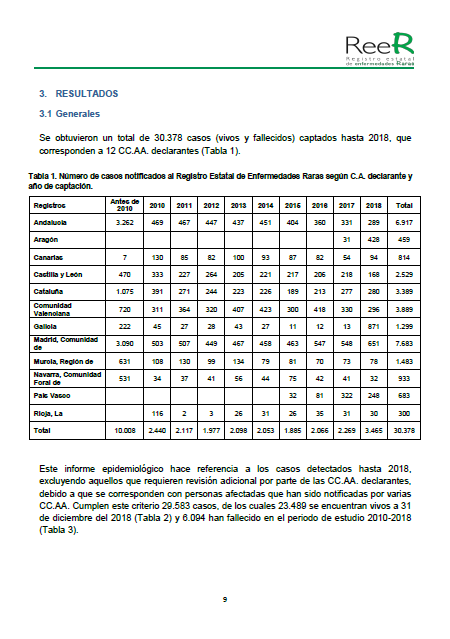 ReeR
Registro estatal
de enfermedades Raras
3. RESULTADOS
3.1 Generales
Se obtuvieron un total de 30.378 casos (vivos y fallecidos) captados hasta 2018, que
corresponden a 12 CC.AA. declarantes (Tabla 1).
Tabla 1. Número de casos notificados al Registro Estatal de Enfermedades Raras según C.A. declarante y
año de captación.
Registros Antes de 2010 2010 2011 2012 2013 2014 2015 2016 2017 2018 Total
Andalucía 3.262 469 467 447 437 451 404 360 331 289 6.917
Aragón 31 428 459
Canarias 7 130 85 82 100 93 87 82 54 94 814
Castilla y León 470 333 227 264 205 221 217 206 218 168 2.529
Cataluña 1.075 391 271 244 223 226 189 213 277 280 3.389
Comunidad Valenciana 720 311 364 320 407 423 300 418 330 296 3.889
Galicia 222 45 27 28 43 27 11 12 13 871 1.299
Madrid, Comunidad de 3.090 503 507 449 467 458 463 547 548 651 7.683
Murcia, Región de 631 108 130 99 134 79 81 70 73 78 1.483
Navarra, Comunidad Foral de 531 34 37 41 56 44 75 42 41 32 933
País Vasco 32 81 322 248 683
Rioja, La 116 2 3 26 31 26 35 31 30 300
Total 10.008 2.440 2.117 1.977 2.098 2.053 1.885 2.066 2.269 3.465 30.378
Este informe epidemiológico hace referencia a los casos detectados hasta 2018,
excluyendo aquellos que requieren revisión adicional por parte de las CC.AA. declarantes,
debido a que se corresponden con personas afectadas que han sido notificadas por varias
CC.AA. Cumplen este criterio 29.583 casos, de los cuales 23.489 se encuentran vivos a 31
de diciembre del 2018 (Tabla 2) y 6.094 han fallecido en el periodo de estudio 2010-2018
(Tabla 3).
9